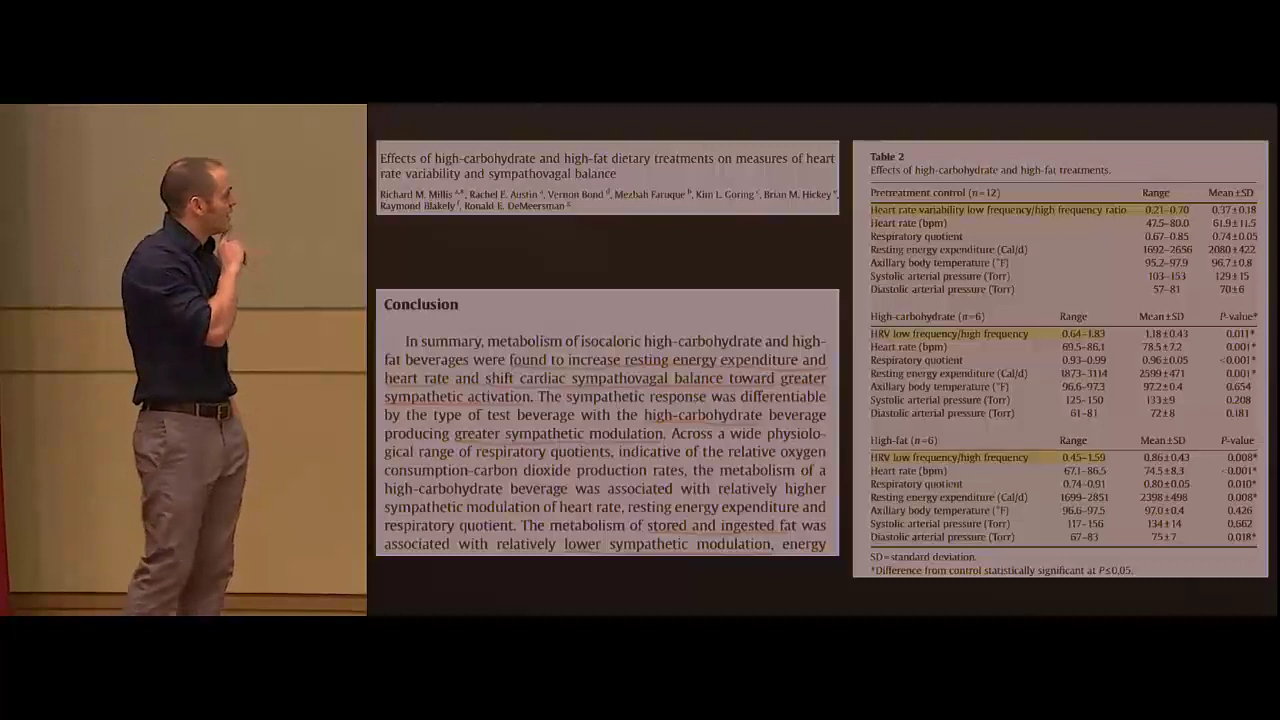 Effects of high-carbohydrate and high-fat dietary treatments on measures of heart
rate variability and sympathovagal balance
Richard M. Millis a,*, Rachel E. Austin a, Vernon Bond d, Mezbah Faruque b, Kim L. Goring c, Brian M. Hickey e,
Raymond Blakely f, Ronald E. DeMeersman g
Conclusion
In summary, metabolism of isocaloric high-carbohydrate and high-
fat beverages were found to increase resting energy expenditure and
heart rate and shift cardiac sympathovagal balance toward greater
sympathetic activation. The sympathetic response was differentiable
by the type of test beverage with the high-carbohydrate beverage
producing greater sympathetic modulation. Across a wide physiolo-
gical range of respiratory quotients, indicative of the relative oxygen
consumption-carbon dioxide production rates, the metabolism of a
high-carbohydrate beverage was associated with relatively higher
sympathetic modulation of heart rate, resting energy expenditure and
respiratory quotient. The metabolism of stored and ingested fat was
associated with relatively lower sympathetic modulation, energy
Table 2
Effects of high-carbohydrate and high-fat treatments.
Pretreatment control (n=12) Range Mean±SD
Heart rate variability low frequency/high frequency ratio 0.21–0.70 0.37±0.18
Heart rate (bpm) 47.5–80.0 61.9±11.5
Respiratory quotient 0.67–0.85 0.74±0.05
Resting energy expenditure (Cal/d) 1692–2656 2080±422
Axillary body temperature (°F) 95.2–97.9 96.7±0.8
Systolic arterial pressure (Torr) 103–153 129±15
Diastolic arterial pressure (Torr) 57–81 70±6
High-carbohydrate (n=6) Range Mean±SD P-value*
HRV low frequency/high frequency 0.64–1.83 1.18±0.43 0.011*
Heart rate (bpm) 69.5–86.1 78.5±7.2 0.001*
Respiratory quotient 0.93–0.99 0.96±0.05 <0.001*
Resting energy expenditure (Cal/d) 1873–3114 2599±471 0.001*
Axillary body temperature (°F) 96.6–97.3 97.2±0.4 0.654
Systolic arterial pressure (Torr) 125–150 133±9 0.208
Diastolic arterial pressure (Torr) 61–81 72±8 0.181
High-fat (n=6) Range Mean±SD P-value
HRV low frequency/high frequency 0.45–1.59 0.86±0.43 0.008*
Heart rate (bpm) 67.1–86.5 74.5±8.3 <0.001*
Respiratory quotient 0.74–0.91 0.80±0.05 0.010*
Resting energy expenditure (Cal/d) 1699–2851 2398±498 0.008*
Axillary body temperature (°F) 96.6–97.5 97.0±0.4 0.426
Systolic arterial pressure (Torr) 117–156 134±14 0.662
Diastolic arterial pressure (Torr) 67–83 75±7 0.018*
SD=standard deviation.
*Difference from control statistically significant at P≤0.05.